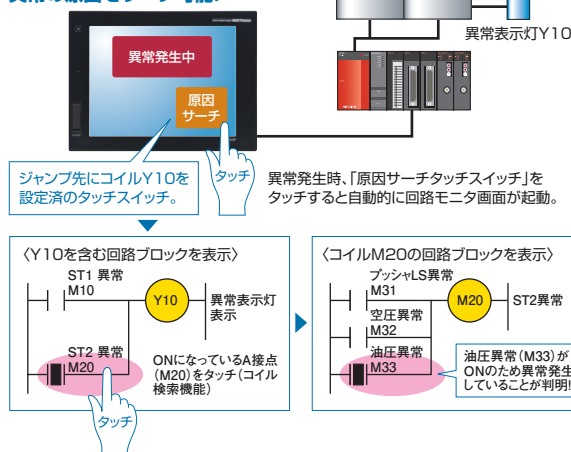 異常表示灯Y10
異常発生中
原因
サーチ
ジャンプ先にコイルY10を
設定済のタッチスイッチ。
タッチ
異常発生時、「原因サーチタッチスイッチ」を
タッチすると自動的に回路モニタ画面が起動。
〈Y10を含む回路ブロックを表示〉
ST1 異常
M10
Y10
異常表示灯
表示
ST2 異常
M20
ONになっているA接点
(M20)をタッチ(コイル
検索機能)
タッチ
〈コイルM20の回路ブロックを表示〉
プッシャLS異常
M31
M20
ST2異常
空圧異常
M32
油圧異常
M33
油圧異常(M33)が
ONのため異常発生
していることが判明!